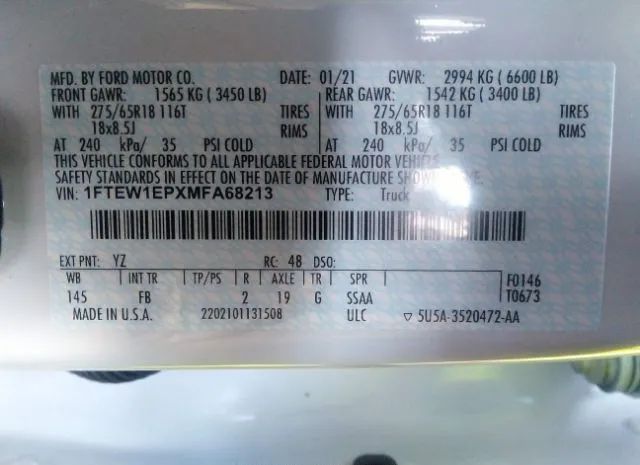 MFD. BY FORD MOTOR CO. DATE: 01/21 GVWR: 2994 KG ( 6600 LB)
FRONT GAWR: 1565 KG ( 3450 LB) REAR GAWR: 1542 KG ( 3400 LB)
WITH 275/65R18 116T TIRES WITH 275/65R18 116T TIRES
18x8.5J RIMS 18x8.5J RIMS
AT 240 kPa/ 35 PSI COLD AT 240 kPa/ 35 PSI COLD
THIS VEHICLE CONFORMS TO ALL APPLICABLE FEDERAL MOTOR VEHICLE
SAFETY STANDARDS IN EFFECT ON THE DATE OF MANUFACTURE SHOWN
VIN: 1FTEW1EPXMFA68213 TYPE: Truck
EXT PNT: YZ RC: 48 DSO:
WB INT TR TP/PS R AXLE TR SPR F0146
145 FB 2 19 G SSAA T0673
MADE IN U.S.A. 2202101131508 ULC ▽ 5U5A-3520472-AA